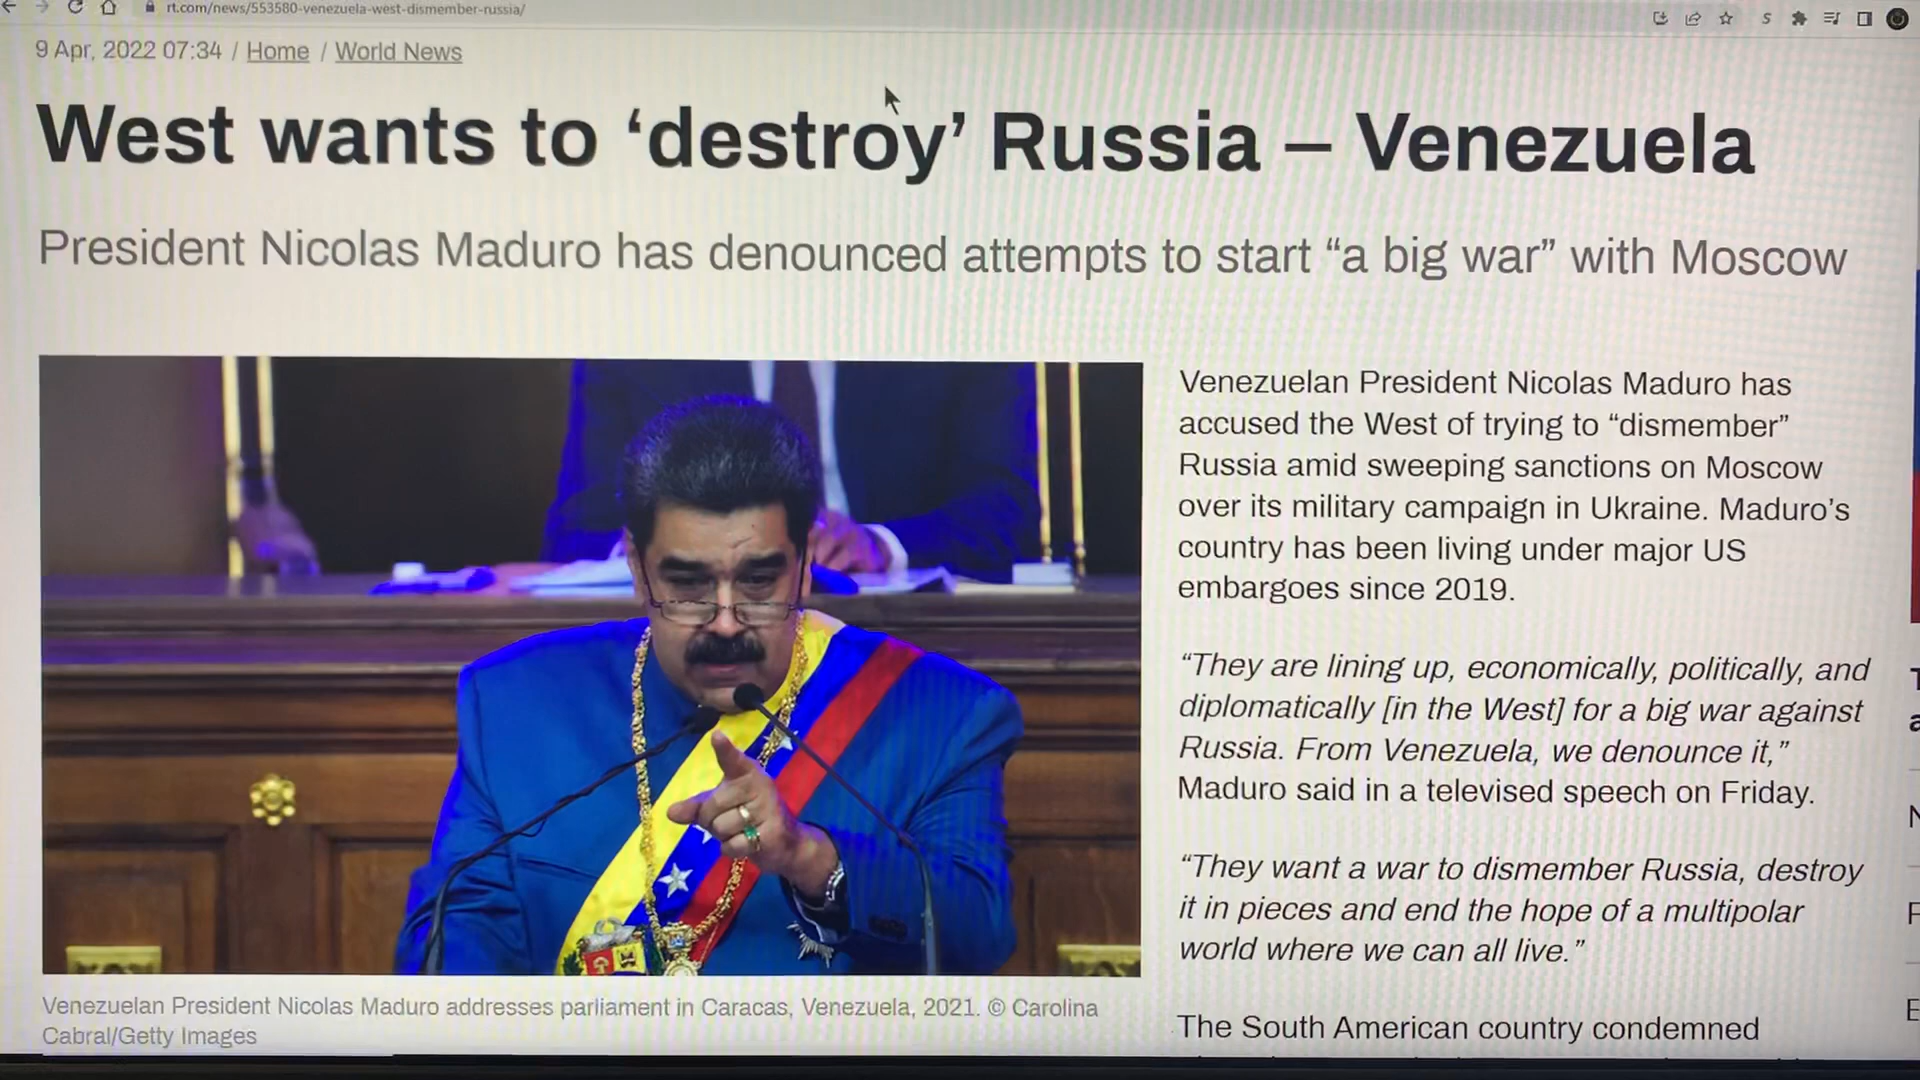 rt.com/news/553580-venezuela-west-dismember-russia/
9 Apr, 2022 07:34 / Home / World News
West wants to ‘destroy’ Russia – Venezuela
President Nicolas Maduro has denounced attempts to start “a big war” with Moscow
Venezuelan President Nicolas Maduro has
accused the West of trying to “dismember”
Russia amid sweeping sanctions on Moscow
over its military campaign in Ukraine. Maduro’s
country has been living under major US
embargoes since 2019.
“They are lining up, economically, politically, and
diplomatically [in the West] for a big war against
Russia. From Venezuela, we denounce it,”
Maduro said in a televised speech on Friday.
“They want a war to dismember Russia, destroy
it in pieces and end the hope of a multipolar
world where we can all live.”
The South American country condemned
Venezuelan President Nicolas Maduro addresses parliament in Caracas, Venezuela, 2021. © Carolina
Cabral/Getty Images